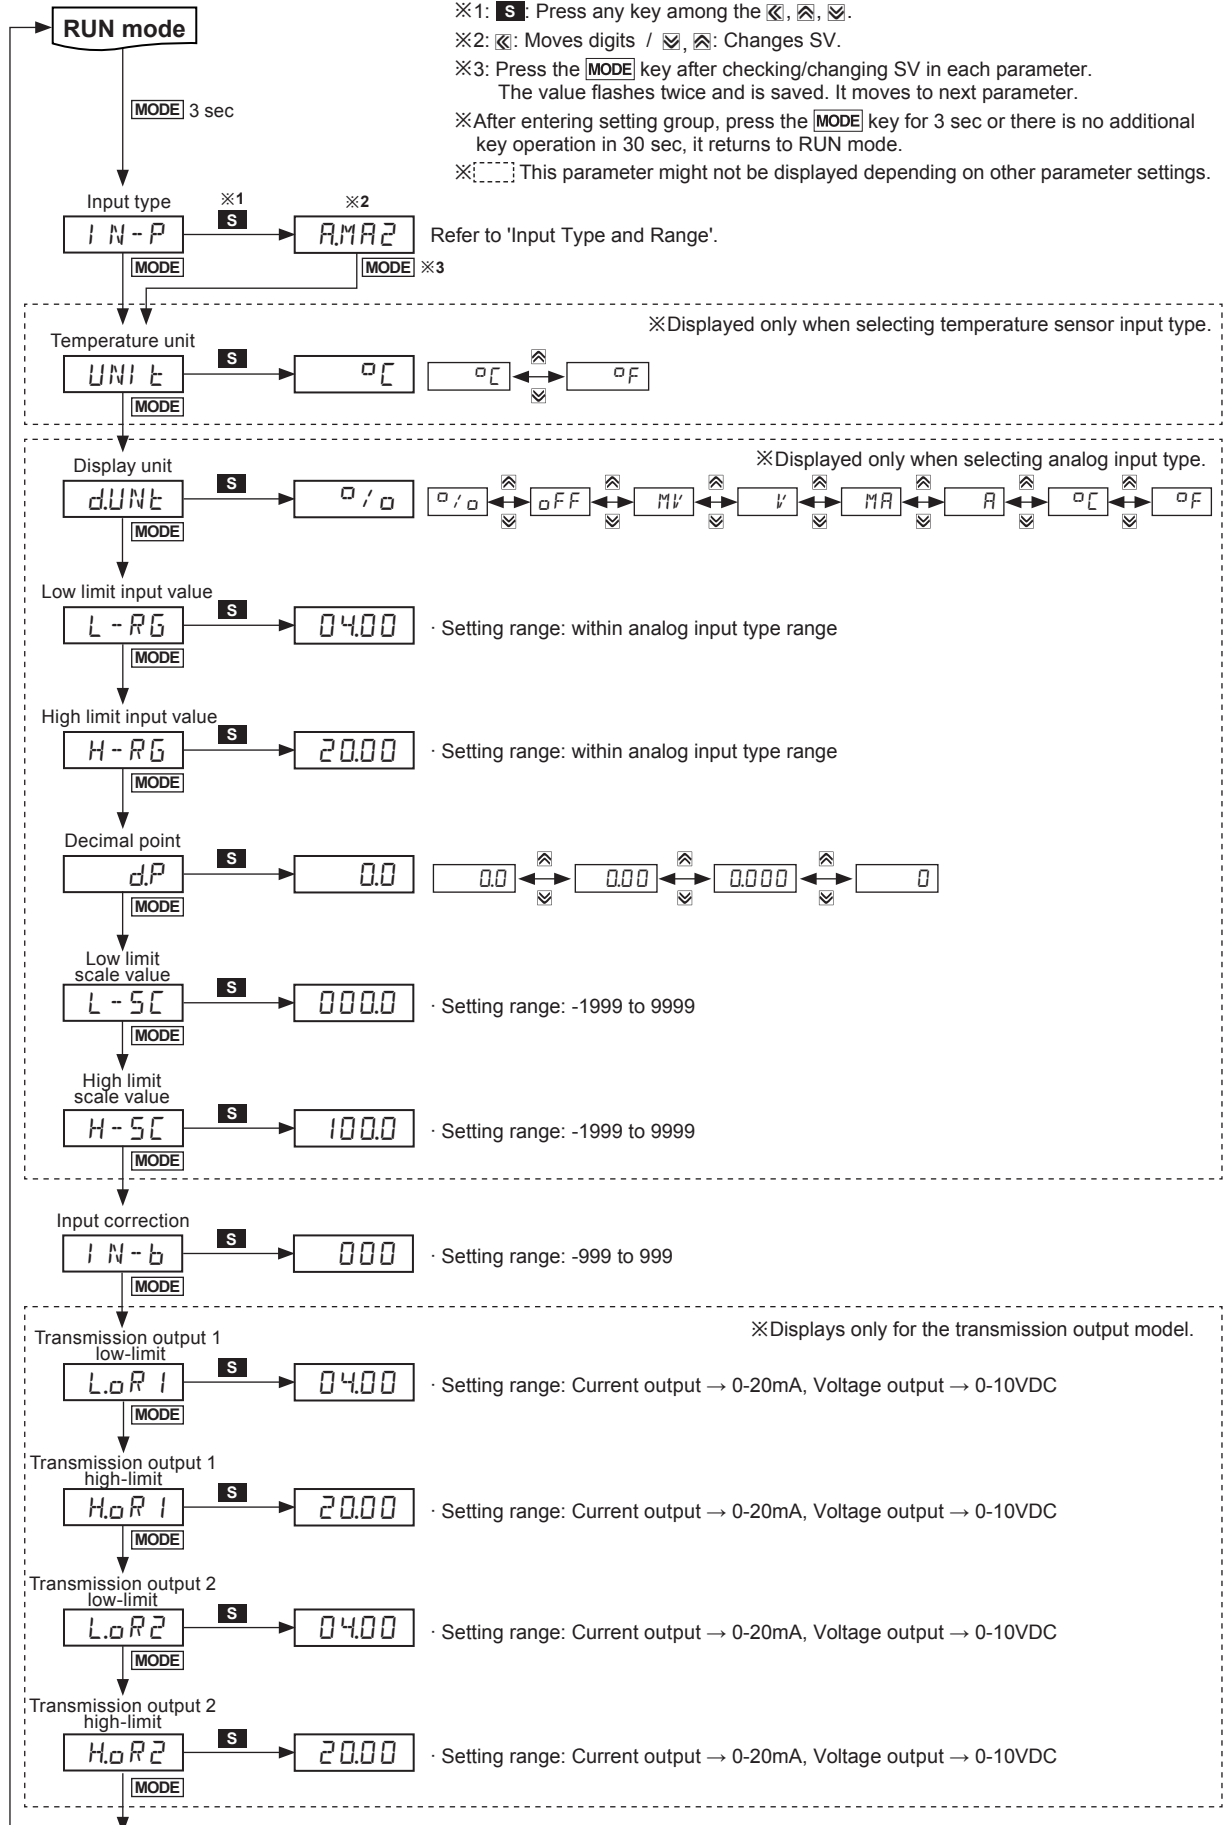 RUN mode
※1: S : Press any key among the «, ︽, ︾.
※2: «: Moves digits / ︾, ︽: Changes SV.
※3: Press the MODE key after checking/changing SV in each parameter.
The value flashes twice and is saved. It moves to next parameter.
※After entering setting group, press the MODE key for 3 sec or there is no additional
key operation in 30 sec, it returns to RUN mode.
※ This parameter might not be displayed depending on other parameter settings.
MODE 3 sec
Input type ※1 ※2
IN-P S A.MA2 Refer to 'Input Type and Range'.
MODE MODE ※3
※Displayed only when selecting temperature sensor input type.
Temperature unit
UNIt S °C °C ︽ ︾ °F
MODE
※Displayed only when selecting analog input type.
Display unit
d.UNt S % % oFF MV V MA A °C °F
MODE
Low limit input value
L-RG S 04.00 · Setting range: within analog input type range
MODE
High limit input value
H-RG S 20.00 · Setting range: within analog input type range
MODE
Decimal point
d.P S 0.0 0.0 0.00 0.000 0
MODE
Low limit
scale value
L-SC S 000.0 · Setting range: -1999 to 9999
MODE
High limit
scale value
H-SC S 100.0 · Setting range: -1999 to 9999
MODE
Input correction
IN-b S 000 · Setting range: -999 to 999
MODE
※Displays only for the transmission output model.
Transmission output 1
low-limit
L.oR1 S 04.00 · Setting range: Current output → 0-20mA, Voltage output → 0-10VDC
MODE
Transmission output 1
high-limit
H.oR1 S 20.00 · Setting range: Current output → 0-20mA, Voltage output → 0-10VDC
MODE
Transmission output 2
low-limit
L.oR2 S 04.00 · Setting range: Current output → 0-20mA, Voltage output → 0-10VDC
MODE
Transmission output 2
high-limit
H.oR2 S 20.00 · Setting range: Current output → 0-20mA, Voltage output → 0-10VDC
MODE